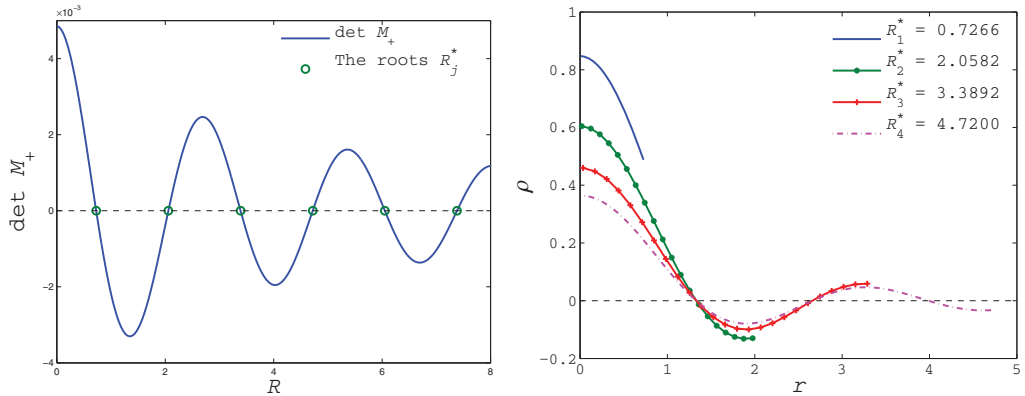 ×10⁻³
det M₊
The roots R*ⱼ
4
2
0
−2
−4
0
2
4
6
8
R
det M₊
R*₁ = 0.7266
R*₂ = 2.0582
R*₃ = 3.3892
R*₄ = 4.7200
1
0.8
0.6
0.4
0.2
0
−0.2
0
1
2
3
4
5
r
ρ